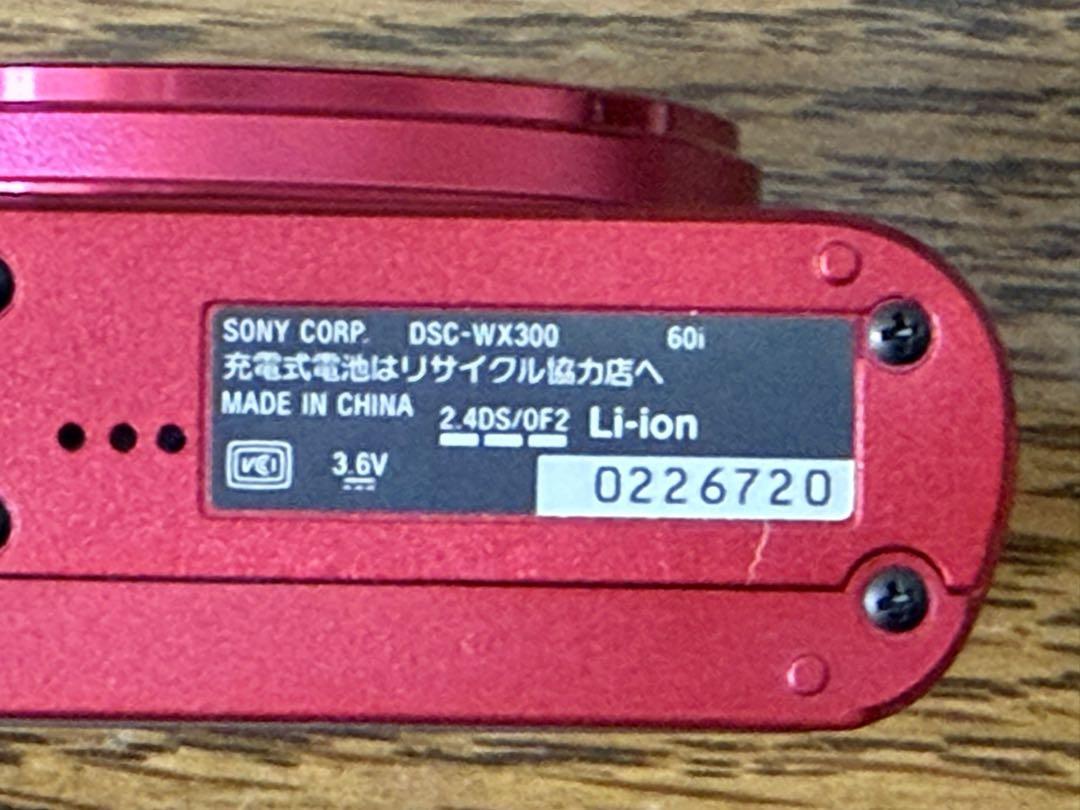 SONY CORP. DSC-WX300 60i
充電式電池はリサイクル協力店へ
MADE IN CHINA 2.4DS/OF2 Li-ion
VCI 3.6V
0226720